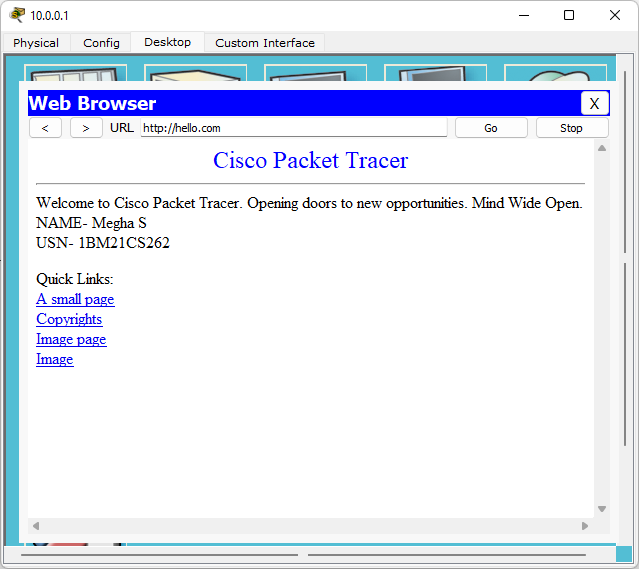 10.0.0.1
Physical Config Desktop Custom Interface
Web Browser X
< > URL http://hello.com Go Stop
Cisco Packet Tracer
Welcome to Cisco Packet Tracer. Opening doors to new opportunities. Mind Wide Open.
NAME- Megha S
USN- 1BM21CS262
Quick Links:
A small page
Copyrights
Image page
Image